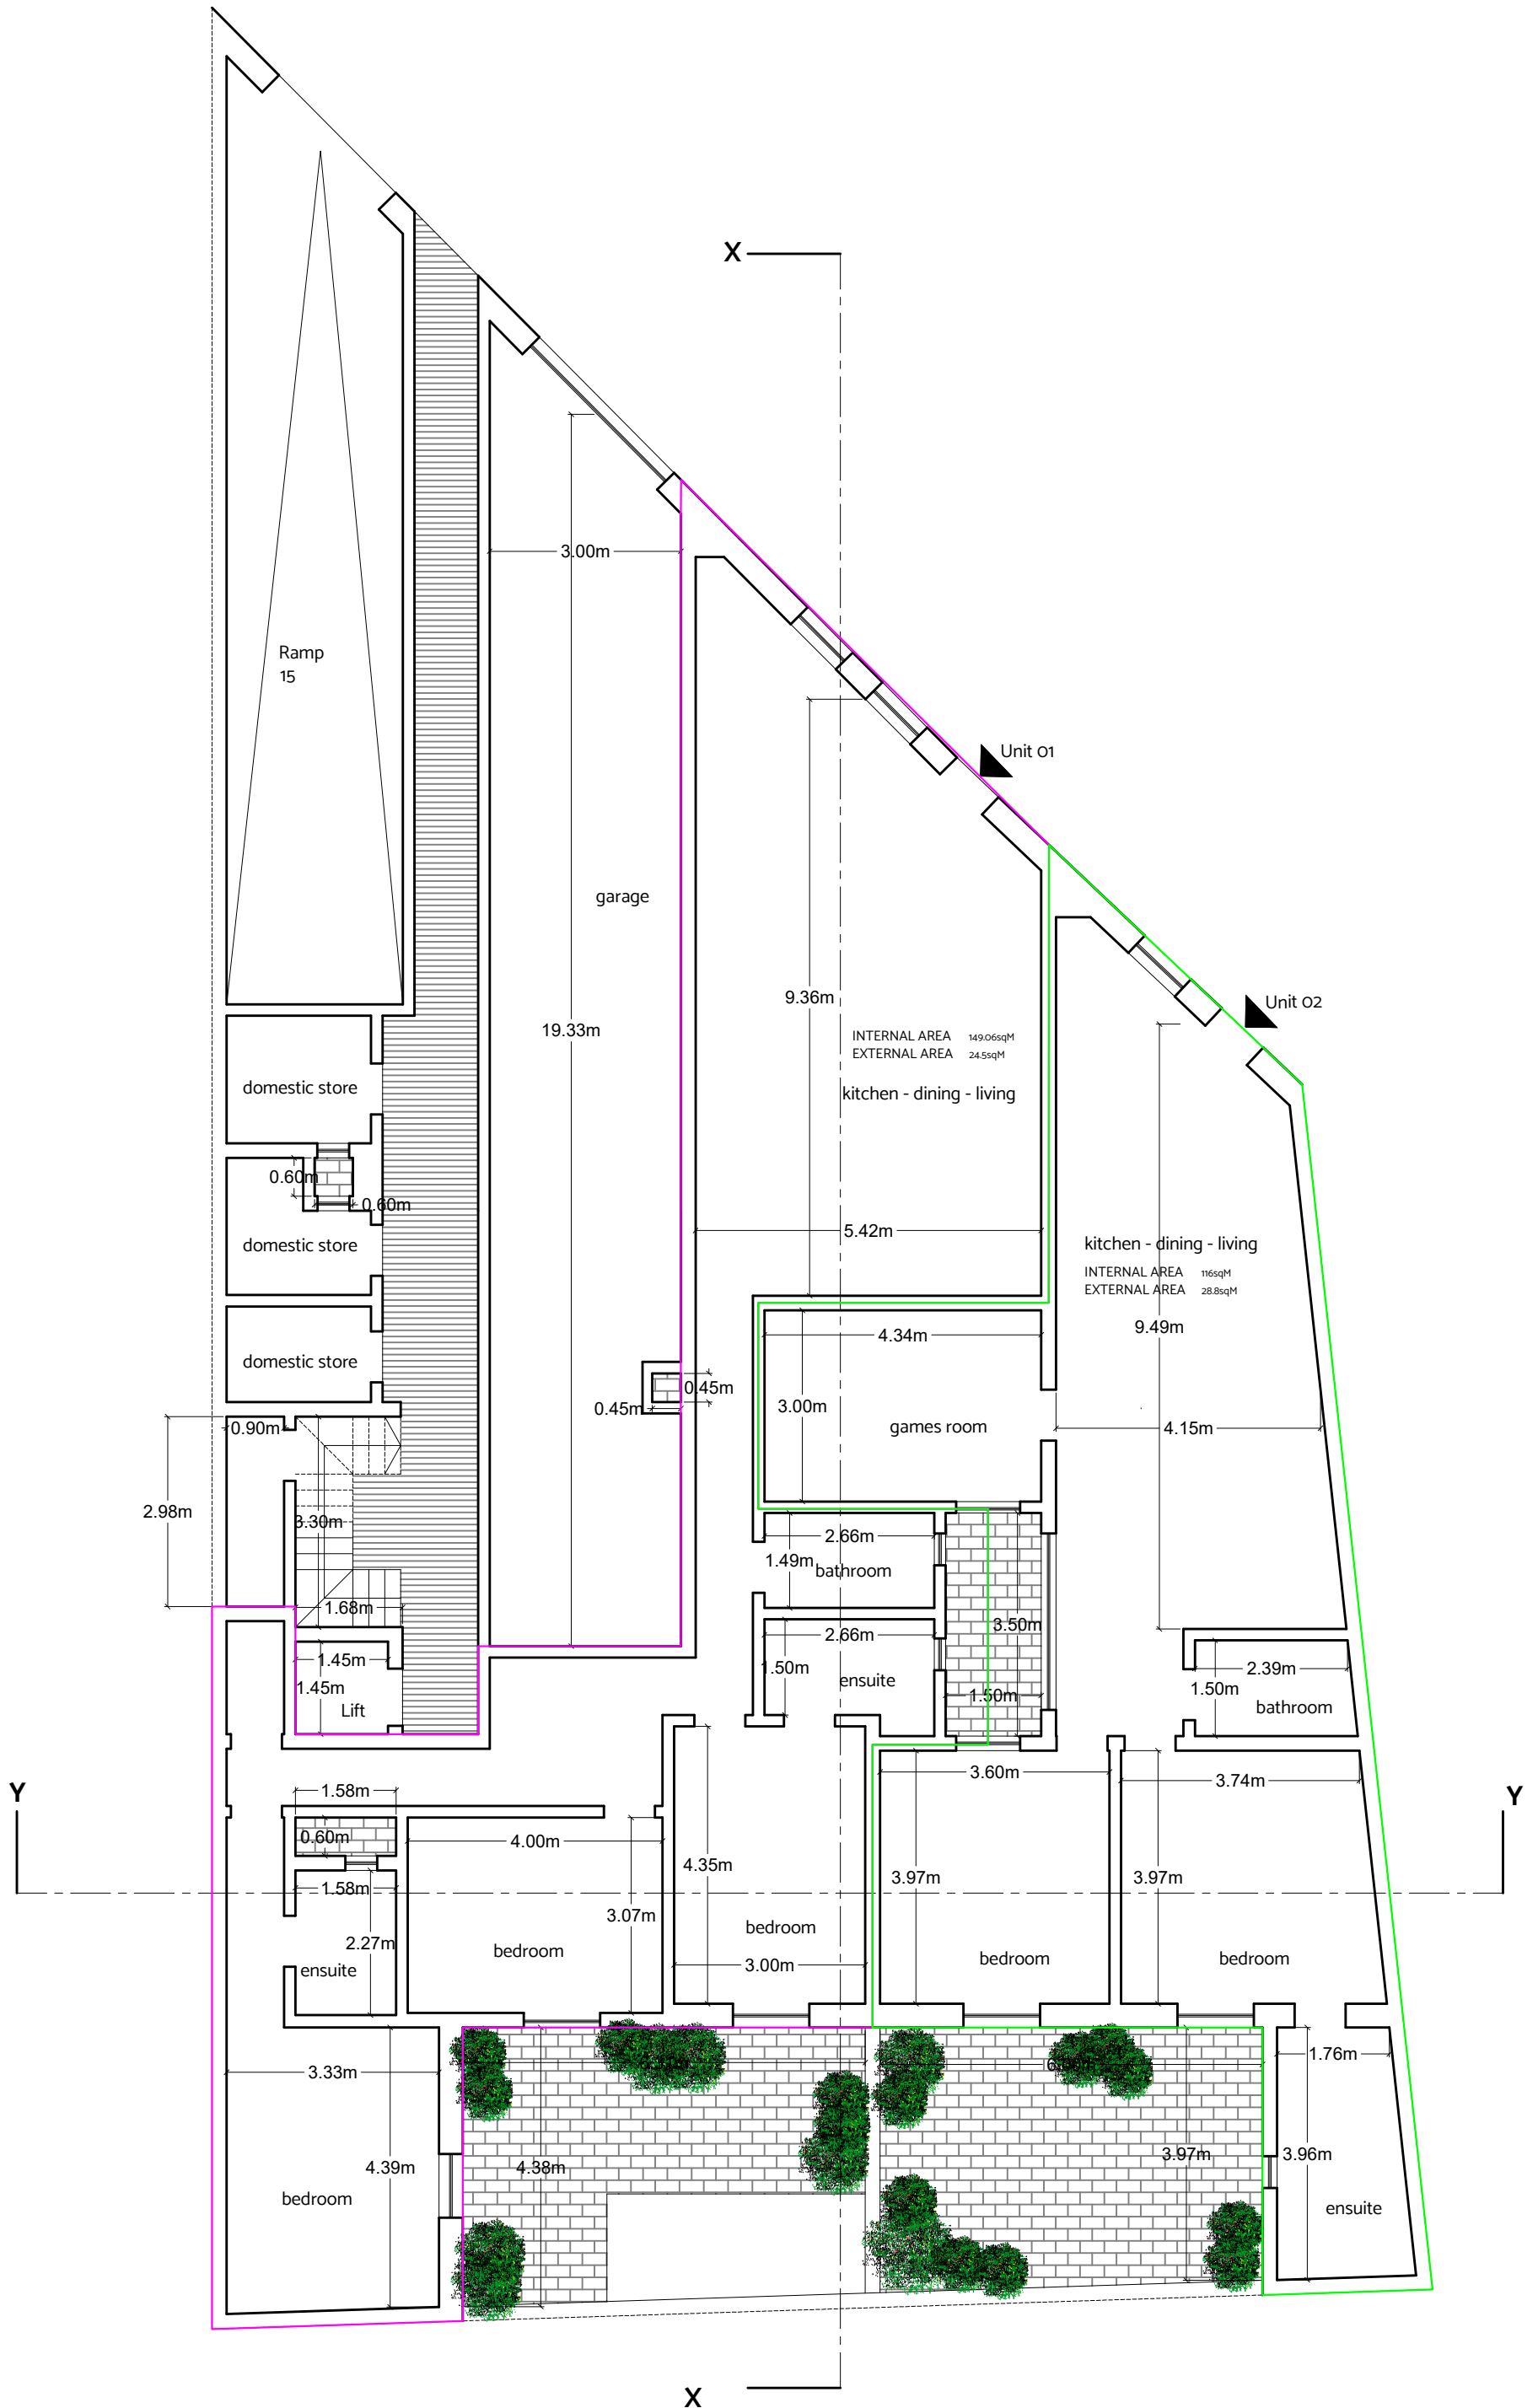 X
3.00m
Ramp
15
Unit 01
garage
9.36m
Unit 02
19.33m
INTERNAL AREA 149.06sqM
EXTERNAL AREA 24.5sqM
domestic store
kitchen - dining - living
0.60m
0.60m
5.42m
domestic store
kitchen - dining - living
INTERNAL AREA 116sqM
EXTERNAL AREA 28.8sqM
9.49m
4.34m
domestic store
0.45m
0.45m
3.00m
0.90m
games room
4.15m
2.98m
3.30m
2.66m
1.49m
bathroom
1.68m
3.50m
2.66m
1.45m
1.50m
2.39m
ensuite
1.45m
1.50m
1.50m
Lift
bathroom
3.60m
3.74m
Y
Y
1.58m
0.60m
4.00m
4.35m
3.97m
3.97m
1.58m
3.07m
bedroom
2.27m
bedroom
bedroom
bedroom
3.00m
ensuite
1.76m
3.33m
4.39m
4.38m
3.97m
3.96m
bedroom
ensuite
X